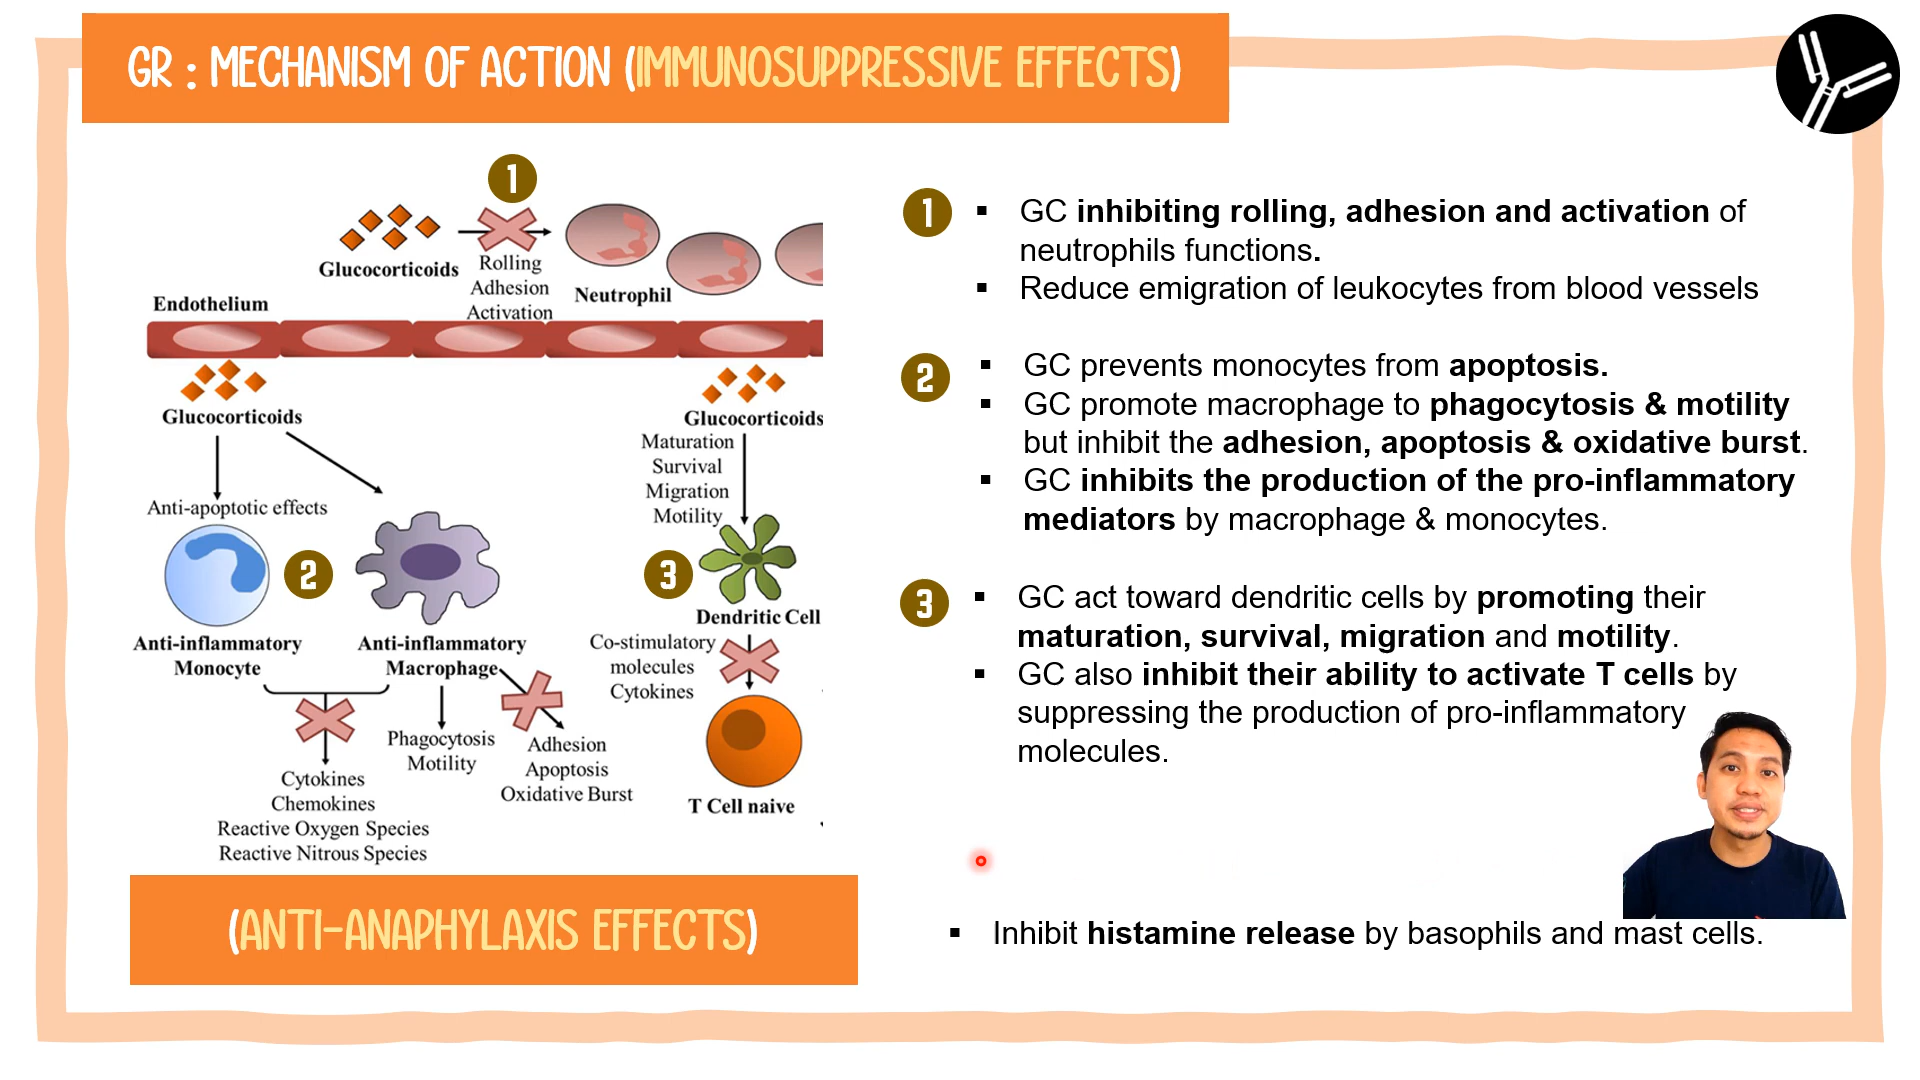 GR : MECHANISM OF ACTION (IMMUNOSUPPRESSIVE EFFECTS)
1
Glucocorticoids
Rolling
Adhesion
Activation
Neutrophil
Endothelium
Glucocorticoids
Anti-apoptotic effects
2
Anti-inflammatory
Monocyte
Anti-inflammatory
Macrophage
Cytokines
Chemokines
Reactive Oxygen Species
Reactive Nitrous Species
Phagocytosis
Motility
Adhesion
Apoptosis
Oxidative Burst
Glucocorticoids
Maturation
Survival
Migration
Motility
3
Dendritic Cell
Co-stimulatory
molecules
Cytokines
T Cell naive
1
▪ GC inhibiting rolling, adhesion and activation of
neutrophils functions.
▪ Reduce emigration of leukocytes from blood vessels
2
▪ GC prevents monocytes from apoptosis.
▪ GC promote macrophage to phagocytosis & motility
but inhibit the adhesion, apoptosis & oxidative burst.
▪ GC inhibits the production of the pro-inflammatory
mediators by macrophage & monocytes.
3
▪ GC act toward dendritic cells by promoting their
maturation, survival, migration and motility.
▪ GC also inhibit their ability to activate T cells by
suppressing the production of pro-inflammatory
molecules.
(ANTI-ANAPHYLAXIS EFFECTS)
▪ Inhibit histamine release by basophils and mast cells.